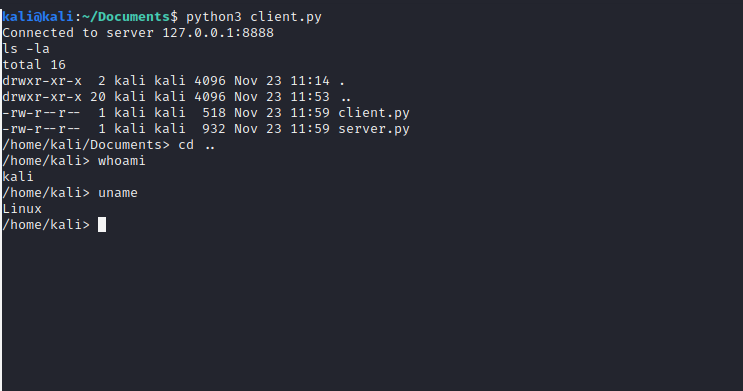 kali@kali:~/Documents$ python3 client.py
Connected to server 127.0.0.1:8888
ls -la
total 16
drwxr-xr-x  2 kali kali 4096 Nov 23 11:14 .
drwxr-xr-x 20 kali kali 4096 Nov 23 11:53 ..
-rw-r--r--  1 kali kali  518 Nov 23 11:59 client.py
-rw-r--r--  1 kali kali  932 Nov 23 11:59 server.py
/home/kali/Documents> cd ..
/home/kali> whoami
kali
/home/kali> uname
Linux
/home/kali>